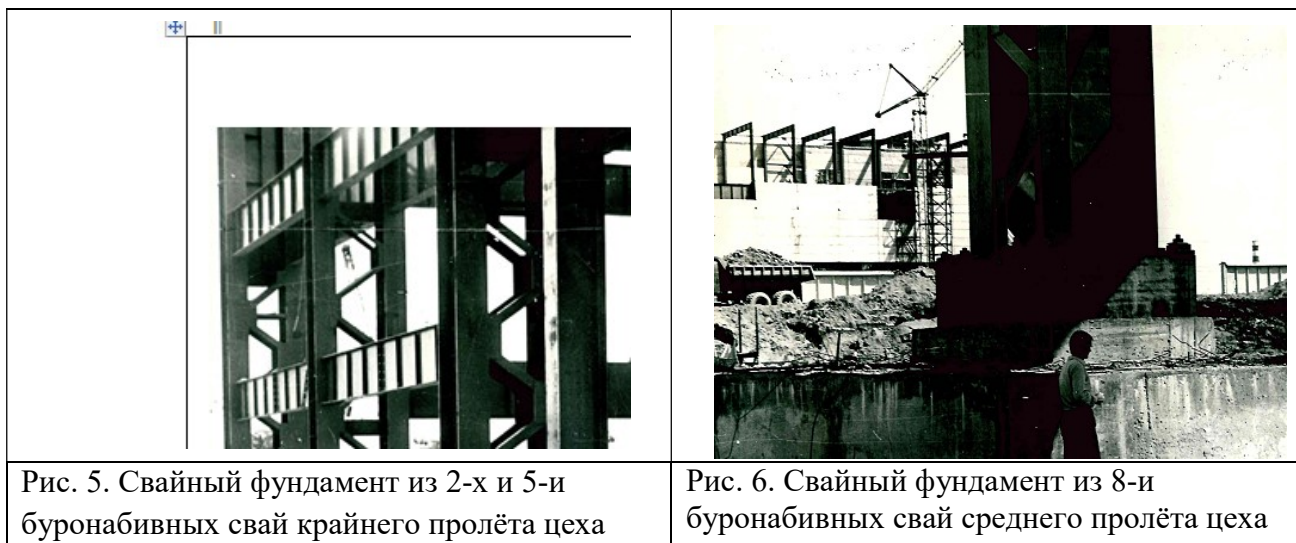 Рис. 5. Свайный фундамент из 2-х и 5-и
буронабивных свай крайнего пролёта цеха
Рис. 6. Свайный фундамент из 8-и
буронабивных свай среднего пролёта цеха